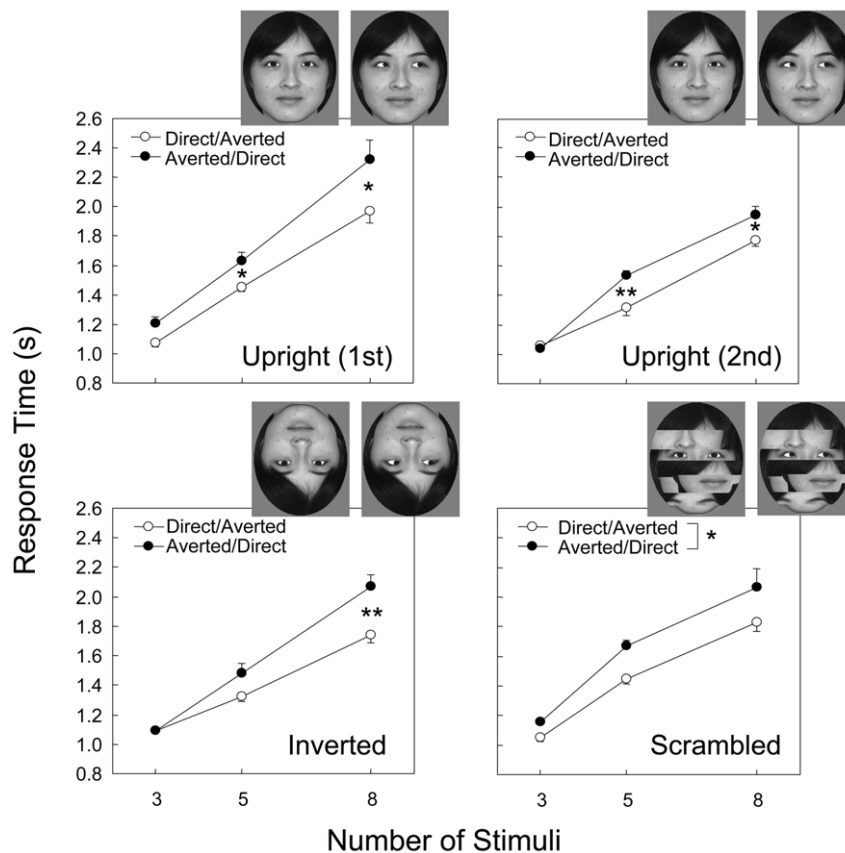 2.6
2.4
2.2
2.0
1.8
1.6
1.4
1.2
1.0
0.8
Direct/Averted
Averted/Direct
*
*
Upright (1st)
Direct/Averted
Averted/Direct
*
**
Upright (2nd)
Response Time (s)
2.6
2.4
2.2
2.0
1.8
1.6
1.4
1.2
1.0
0.8
Direct/Averted
Averted/Direct
**
Inverted
3 5 8
Direct/Averted
Averted/Direct
*
Scrambled
3 5 8
Number of Stimuli